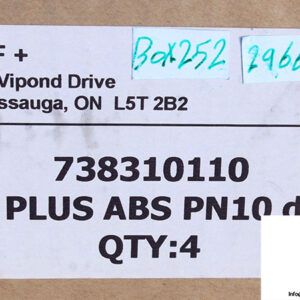 F +
Box252
Vipond Drive
ssauga, ON L5T 2B2
738310110
PLUS ABS PN10 d
QTY:4